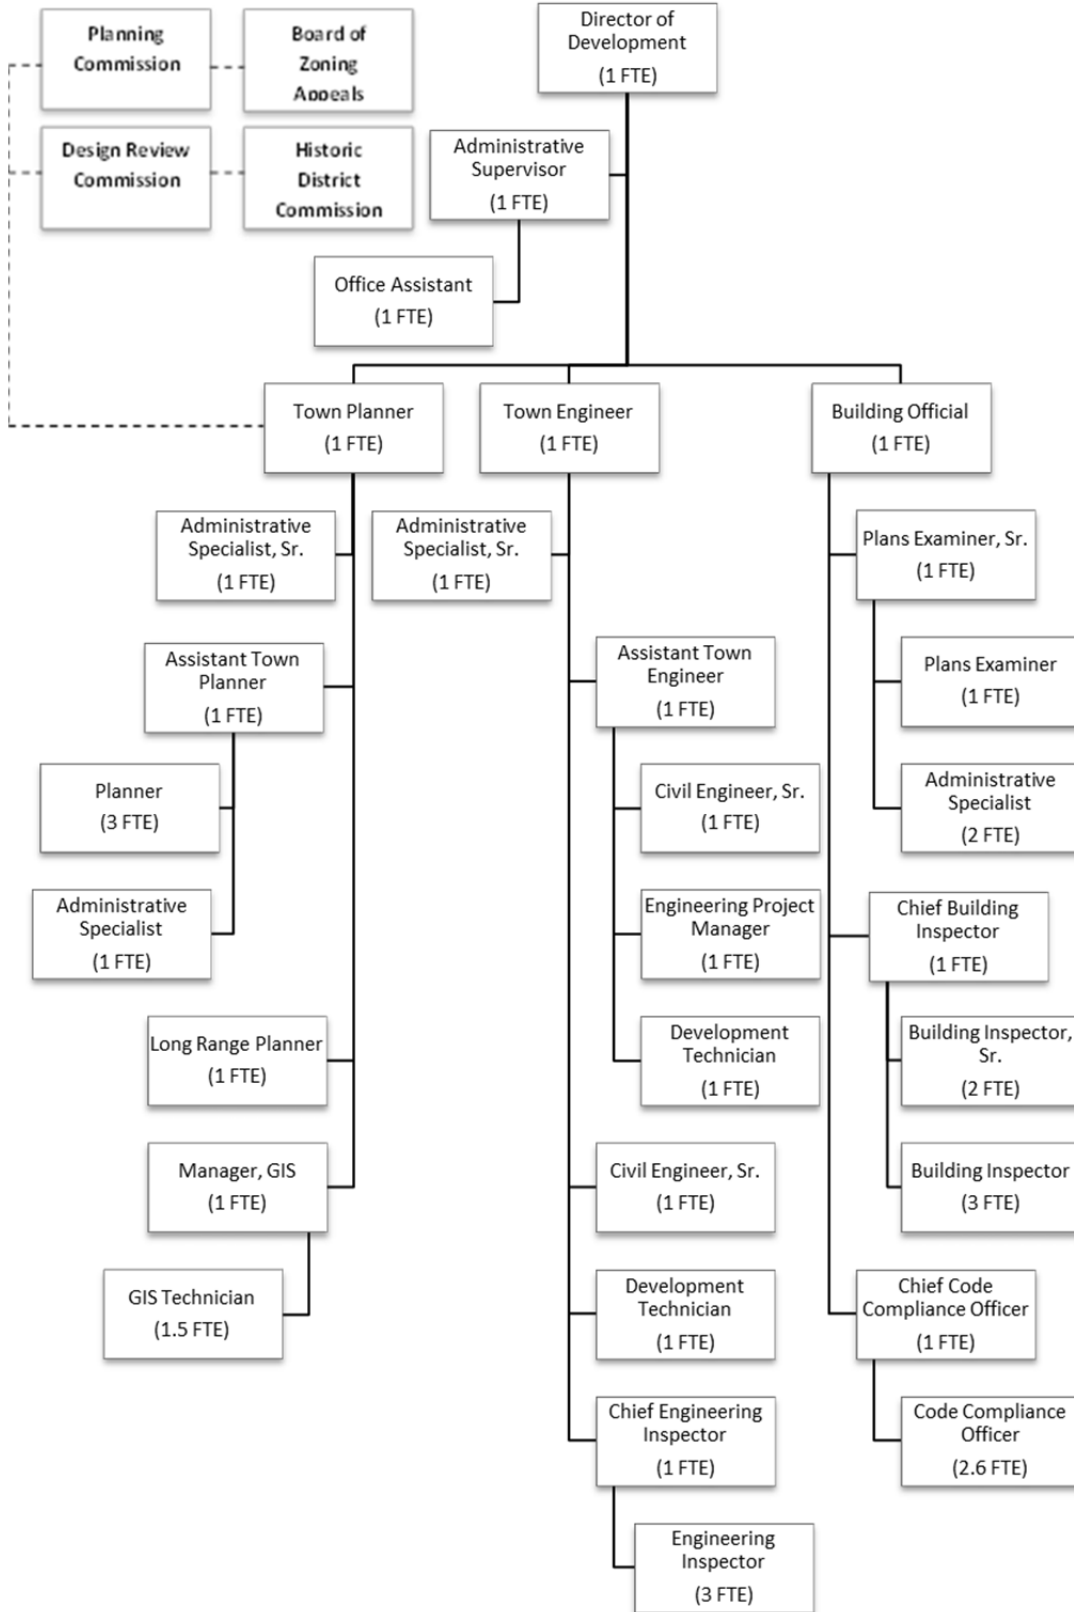 Planning
Commission
Board of
Zoning
Appeals
Design Review
Commission
Historic
District
Commission
Director of
Development
(1 FTE)
Administrative
Supervisor
(1 FTE)
Office Assistant
(1 FTE)
Town Planner
(1 FTE)
Town Engineer
(1 FTE)
Building Official
(1 FTE)
Administrative
Specialist, Sr.
(1 FTE)
Assistant Town
Planner
(1 FTE)
Planner
(3 FTE)
Administrative
Specialist
(1 FTE)
Long Range Planner
(1 FTE)
Manager, GIS
(1 FTE)
GIS Technician
(1.5 FTE)
Administrative
Specialist, Sr.
(1 FTE)
Assistant Town
Engineer
(1 FTE)
Civil Engineer, Sr.
(1 FTE)
Engineering Project
Manager
(1 FTE)
Development
Technician
(1 FTE)
Civil Engineer, Sr.
(1 FTE)
Development
Technician
(1 FTE)
Chief Engineering
Inspector
(1 FTE)
Engineering
Inspector
(3 FTE)
Plans Examiner, Sr.
(1 FTE)
Plans Examiner
(1 FTE)
Administrative
Specialist
(2 FTE)
Chief Building
Inspector
(1 FTE)
Building Inspector,
Sr.
(2 FTE)
Building Inspector
(3 FTE)
Chief Code
Compliance Officer
(1 FTE)
Code Compliance
Officer
(2.6 FTE)